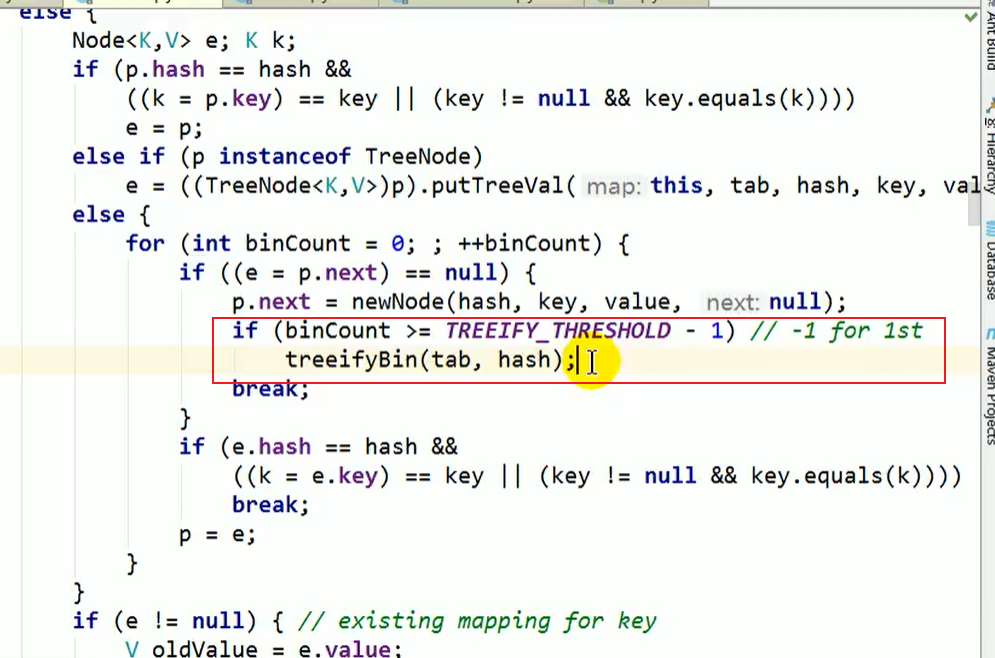 else {
Node<K,V> e; K k;
if (p.hash == hash &&
((k = p.key) == key || (key != null && key.equals(k))))
e = p;
else if (p instanceof TreeNode)
e = ((TreeNode<K,V>)p).putTreeVal( map: this, tab, hash, key, val
else {
for (int binCount = 0; ; ++binCount) {
if ((e = p.next) == null) {
p.next = newNode(hash, key, value, next: null);
if (binCount >= TREEIFY_THRESHOLD - 1) // -1 for 1st
treeifyBin(tab, hash);
break;
}
if (e.hash == hash &&
((k = e.key) == key || (key != null && key.equals(k))))
break;
p = e;
}
}
if (e != null) { // existing mapping for key
V oldValue = e.value;
Ant Build
8: Hierarchy
Database
Maven Projects